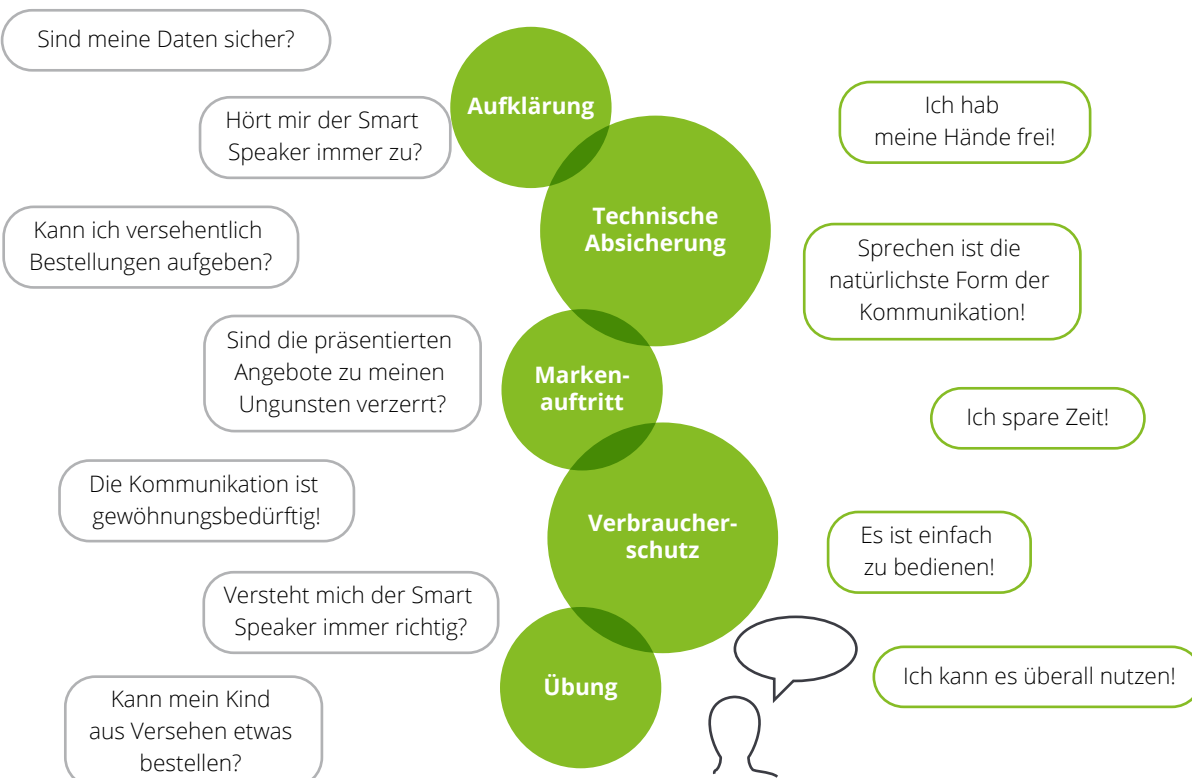 Sind meine Daten sicher?
Hört mir der Smart
Speaker immer zu?
Kann ich versehentlich
Bestellungen aufgeben?
Sind die präsentierten
Angebote zu meinen
Ungunsten verzerrt?
Die Kommunikation ist
gewöhnungsbedürftig!
Versteht mich der Smart
Speaker immer richtig?
Kann mein Kind
aus Versehen etwas
bestellen?
Aufklärung
Technische
Absicherung
Marken-
auftritt
Verbraucher-
schutz
Übung
Ich hab
meine Hände frei!
Sprechen ist die
natürlichste Form der
Kommunikation!
Ich spare Zeit!
Es ist einfach
zu bedienen!
Ich kann es überall nutzen!